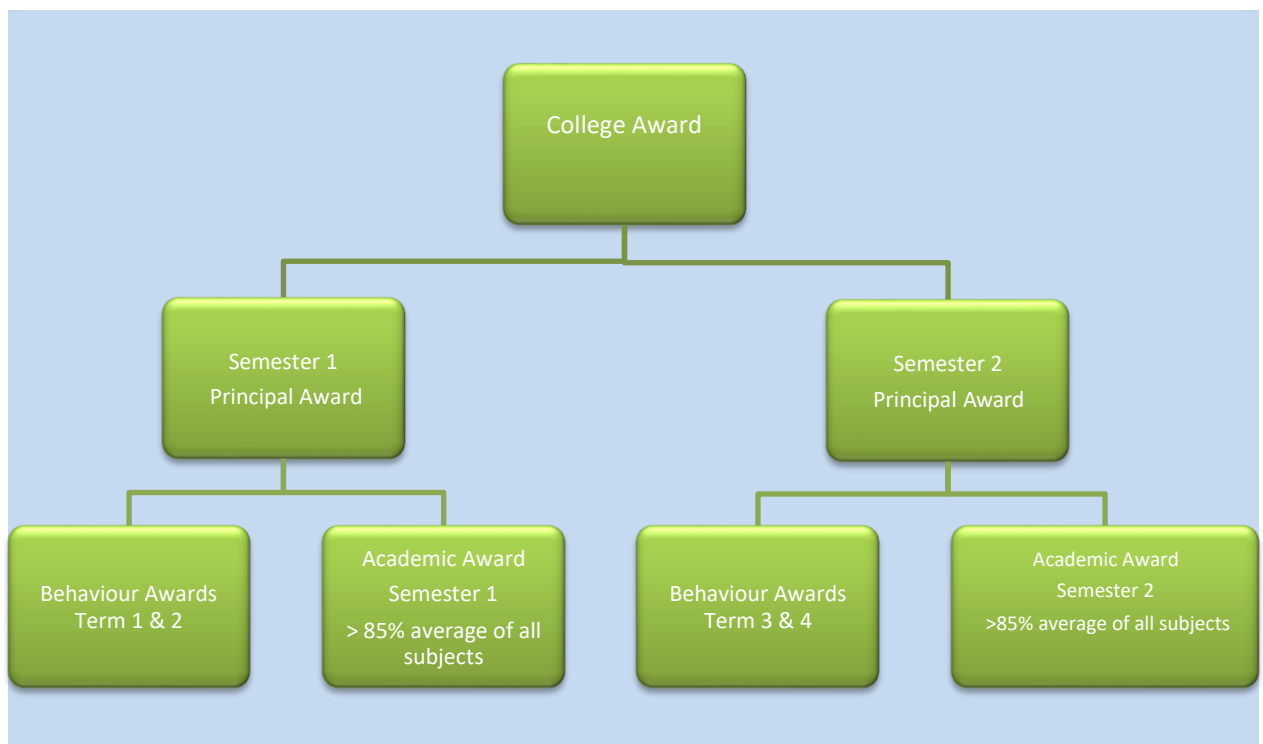 College Award
Semester 1
Principal Award
Semester 2
Principal Award
Behaviour Awards
Term 1 & 2
Academic Award
Semester 1
> 85% average of all
subjects
Behaviour Awards
Term 3 & 4
Academic Award
Semester 2
>85% average of all subjects